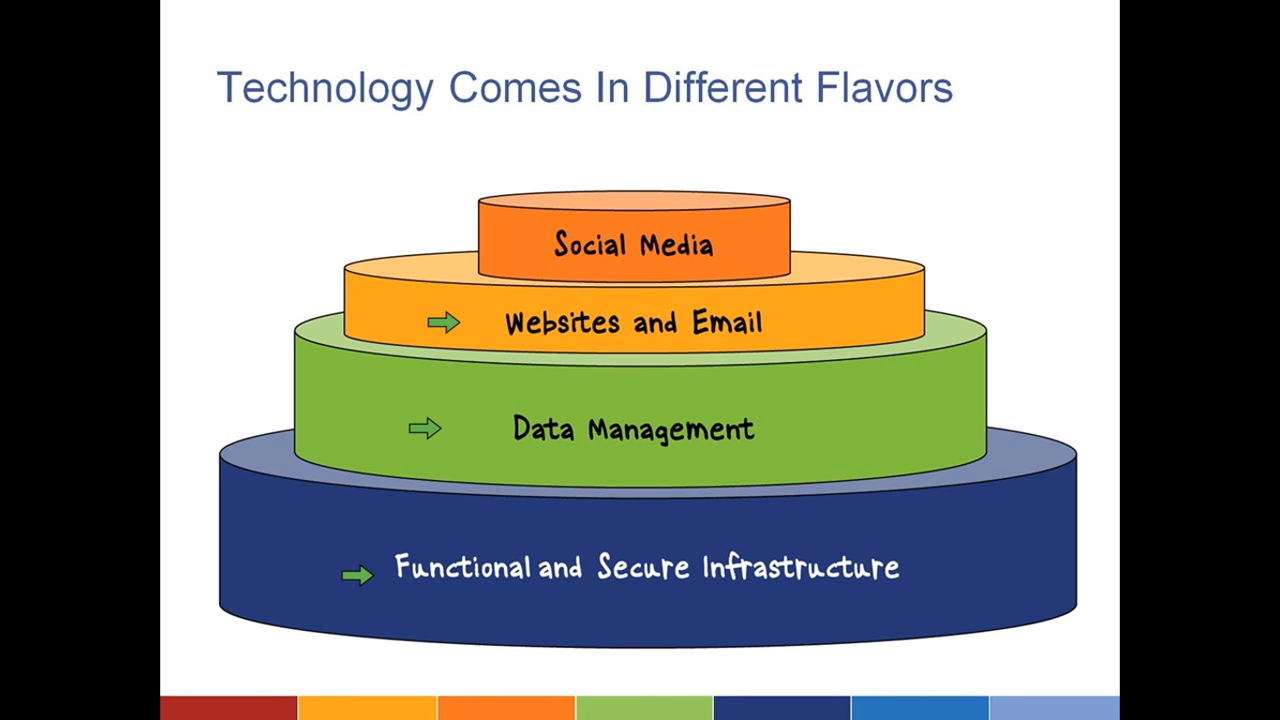 Technology Comes In Different Flavors
Social Media
Websites and Email
Data Management
Functional and Secure Infrastructure